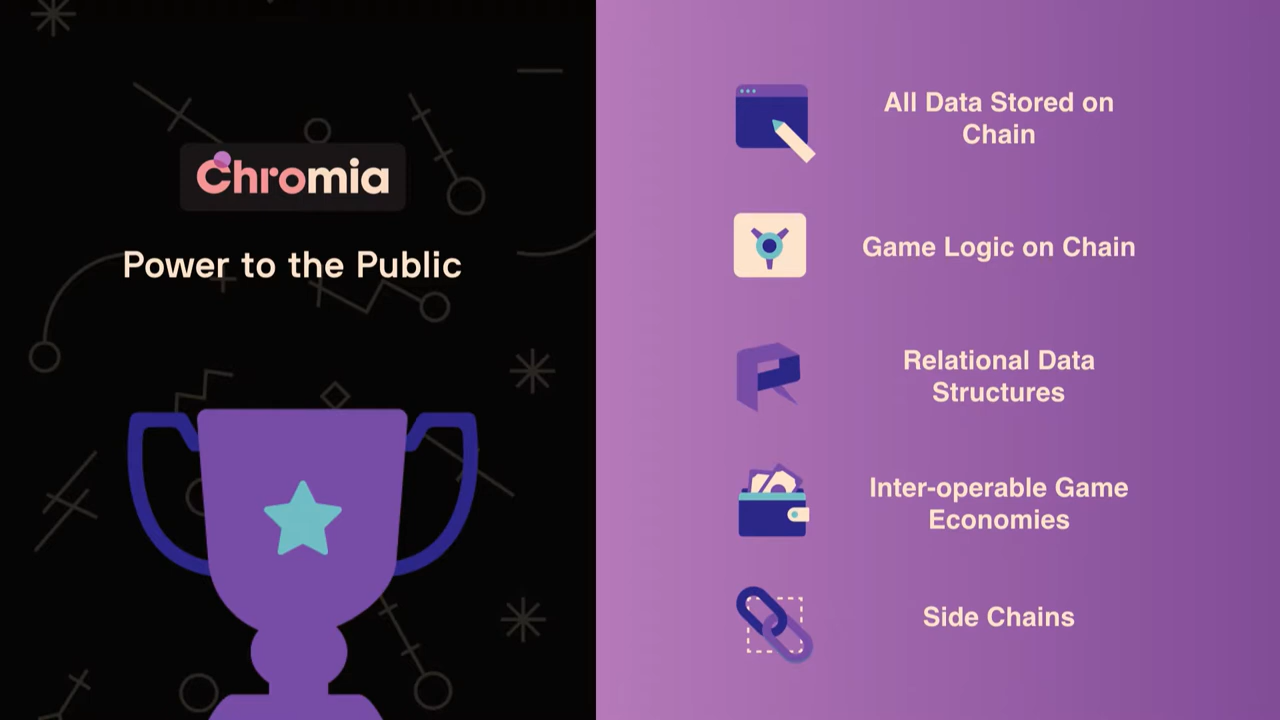 Chromia
Power to the Public
All Data Stored on
Chain
Game Logic on Chain
Relational Data
Structures
Inter-operable Game
Economies
Side Chains